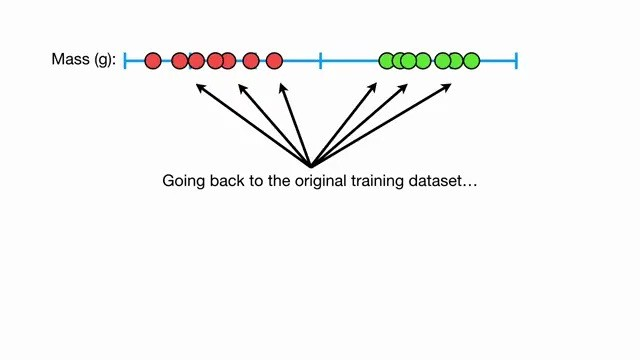 Mass (g):
Going back to the original training dataset…